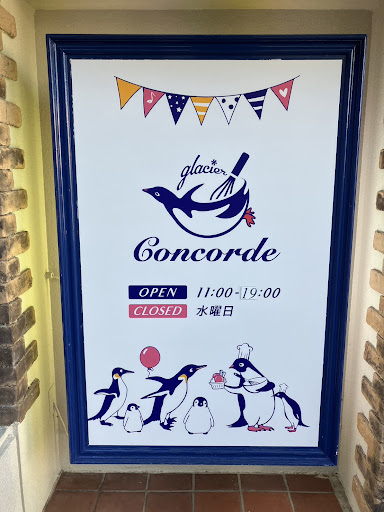 glacier
Concorde
OPEN 11:00-19:00
CLOSED 水曜日